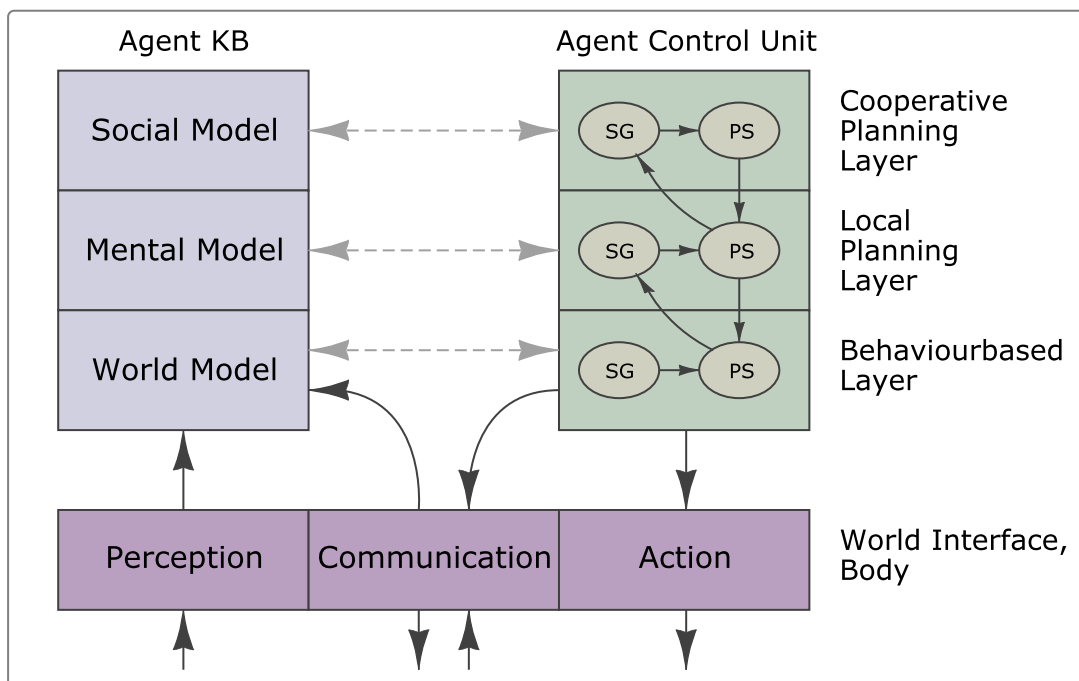 Agent KB
Agent Control Unit
Social Model
SG
PS
Cooperative
Planning
Layer
Mental Model
SG
PS
Local
Planning
Layer
World Model
SG
PS
Behaviourbased
Layer
Perception
Communication
Action
World Interface,
Body